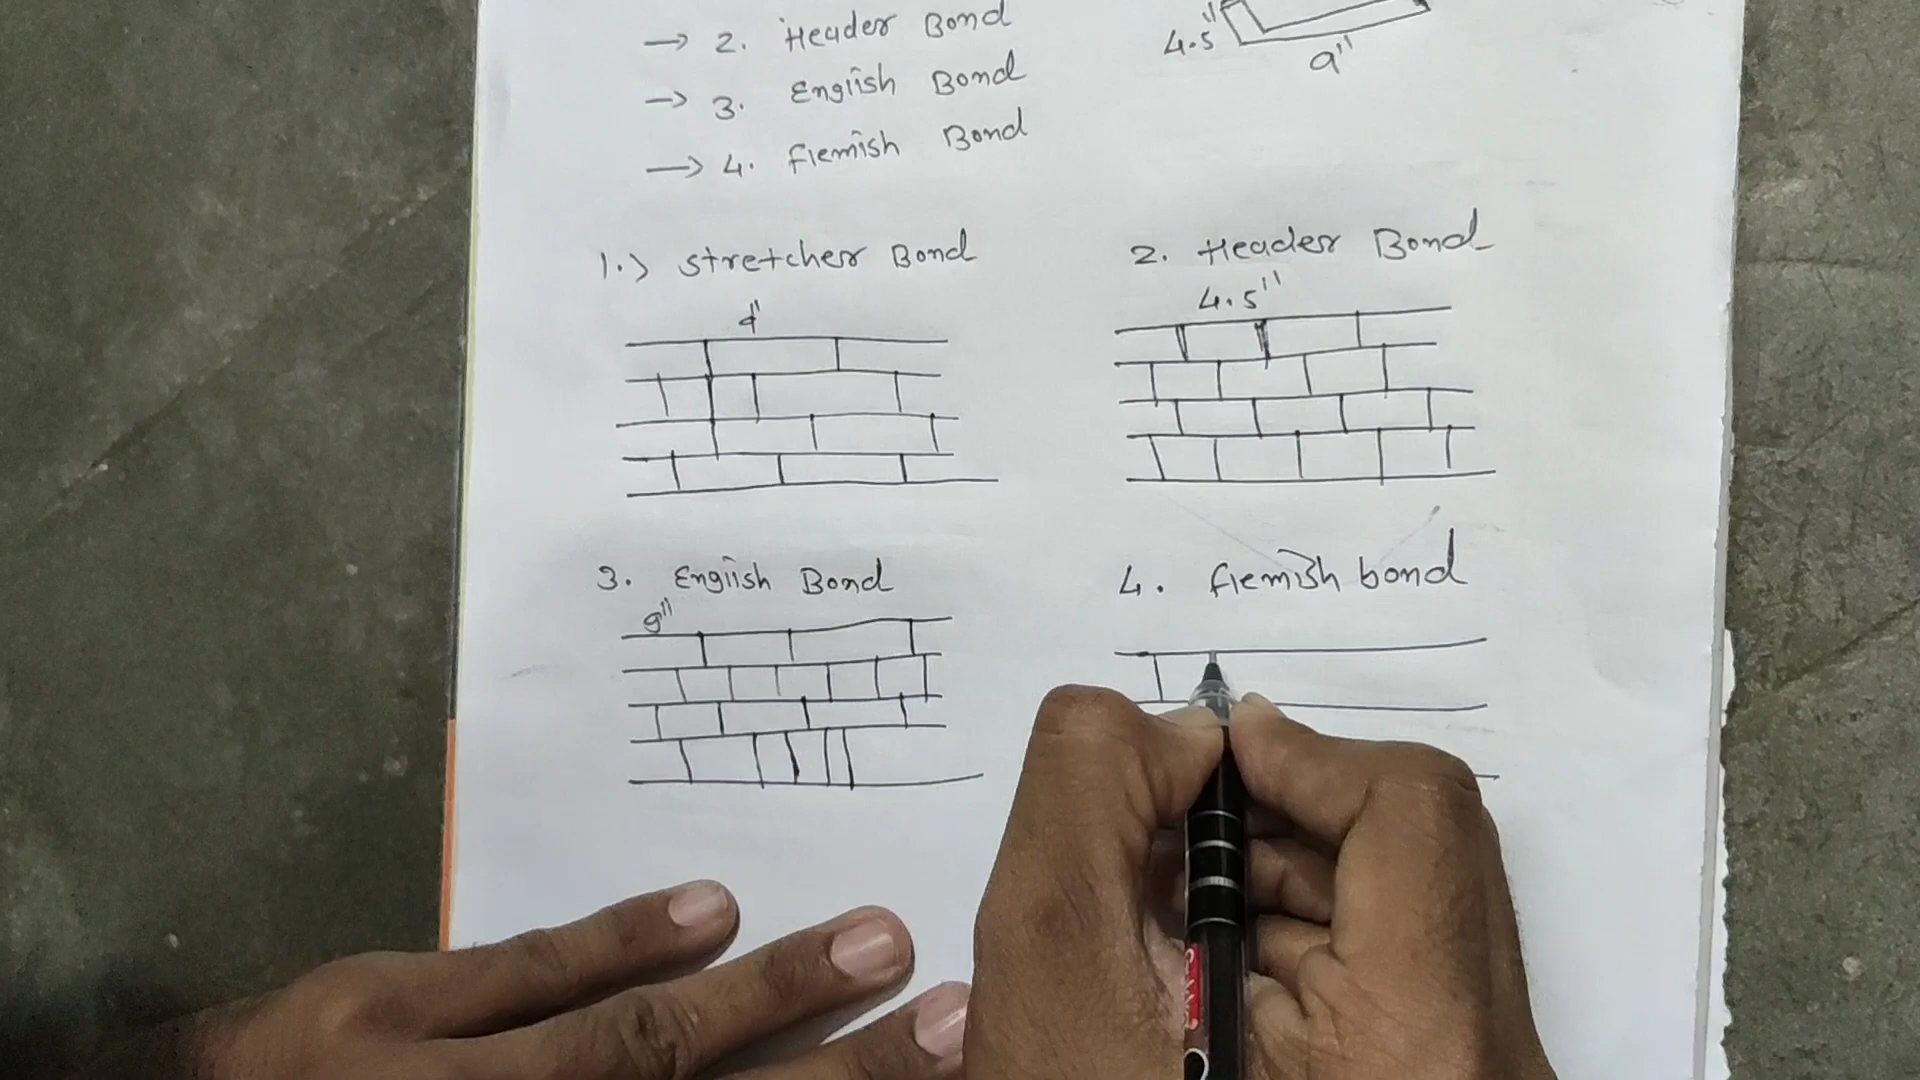 → 2. Header Bond
4.5"
9"
→ 3. English Bond
→ 4. Flemish Bond
1.) Stretcher Bond
2. Header Bond
4.5"
3. English Bond
9"
4. Flemish bond